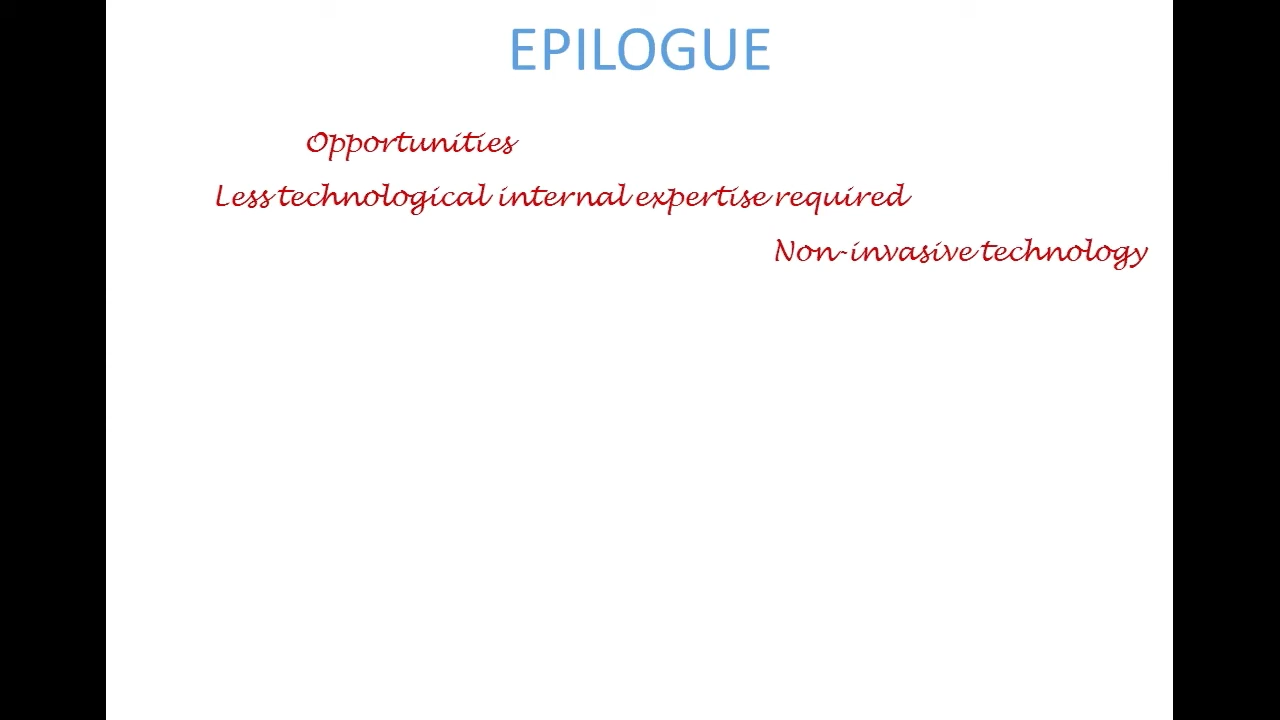 EPILOGUE
Opportunities
Less technological internal expertise required
Non-invasive technology